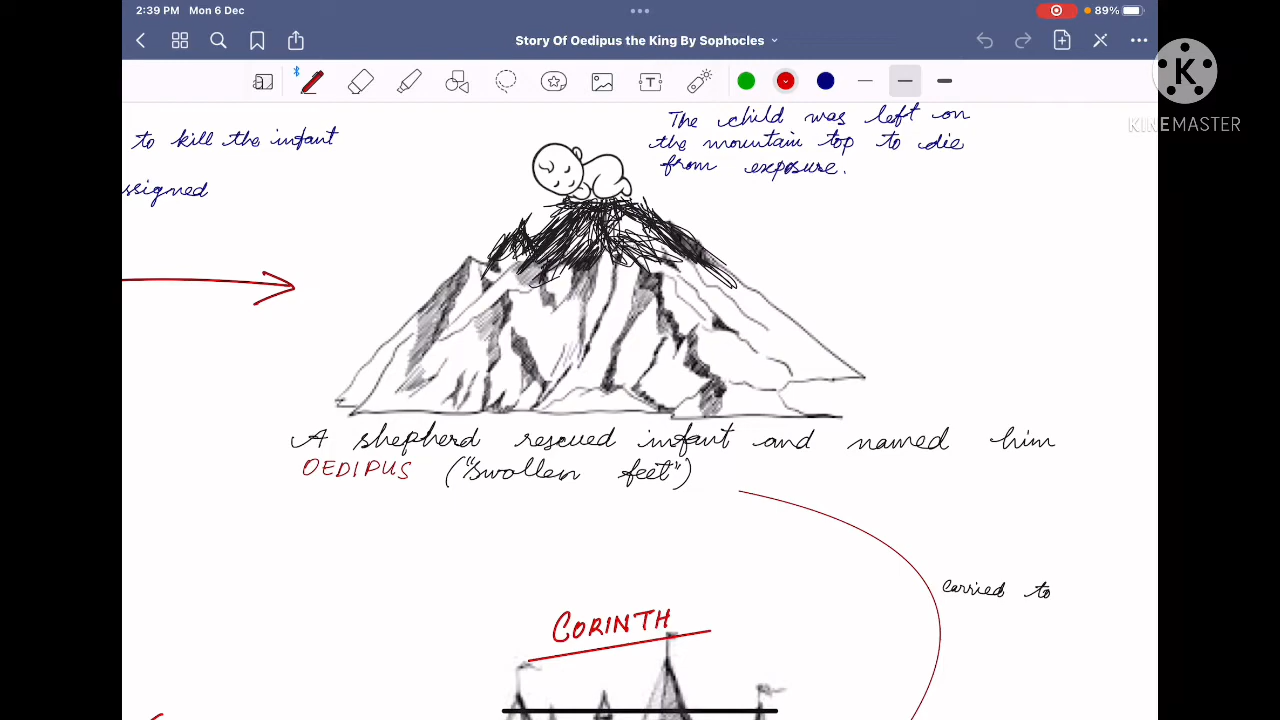 2:39 PM Mon 6 Dec
89%
Story Of Oedipus the King By Sophocles
K
KINEMASTER
to kill the infant
ssigned
The child was left on
the mountain top to die
from exposure.
A shepherd rescued infant and named him
OEDIPUS ("swollen feet")
carried to
CORINTH